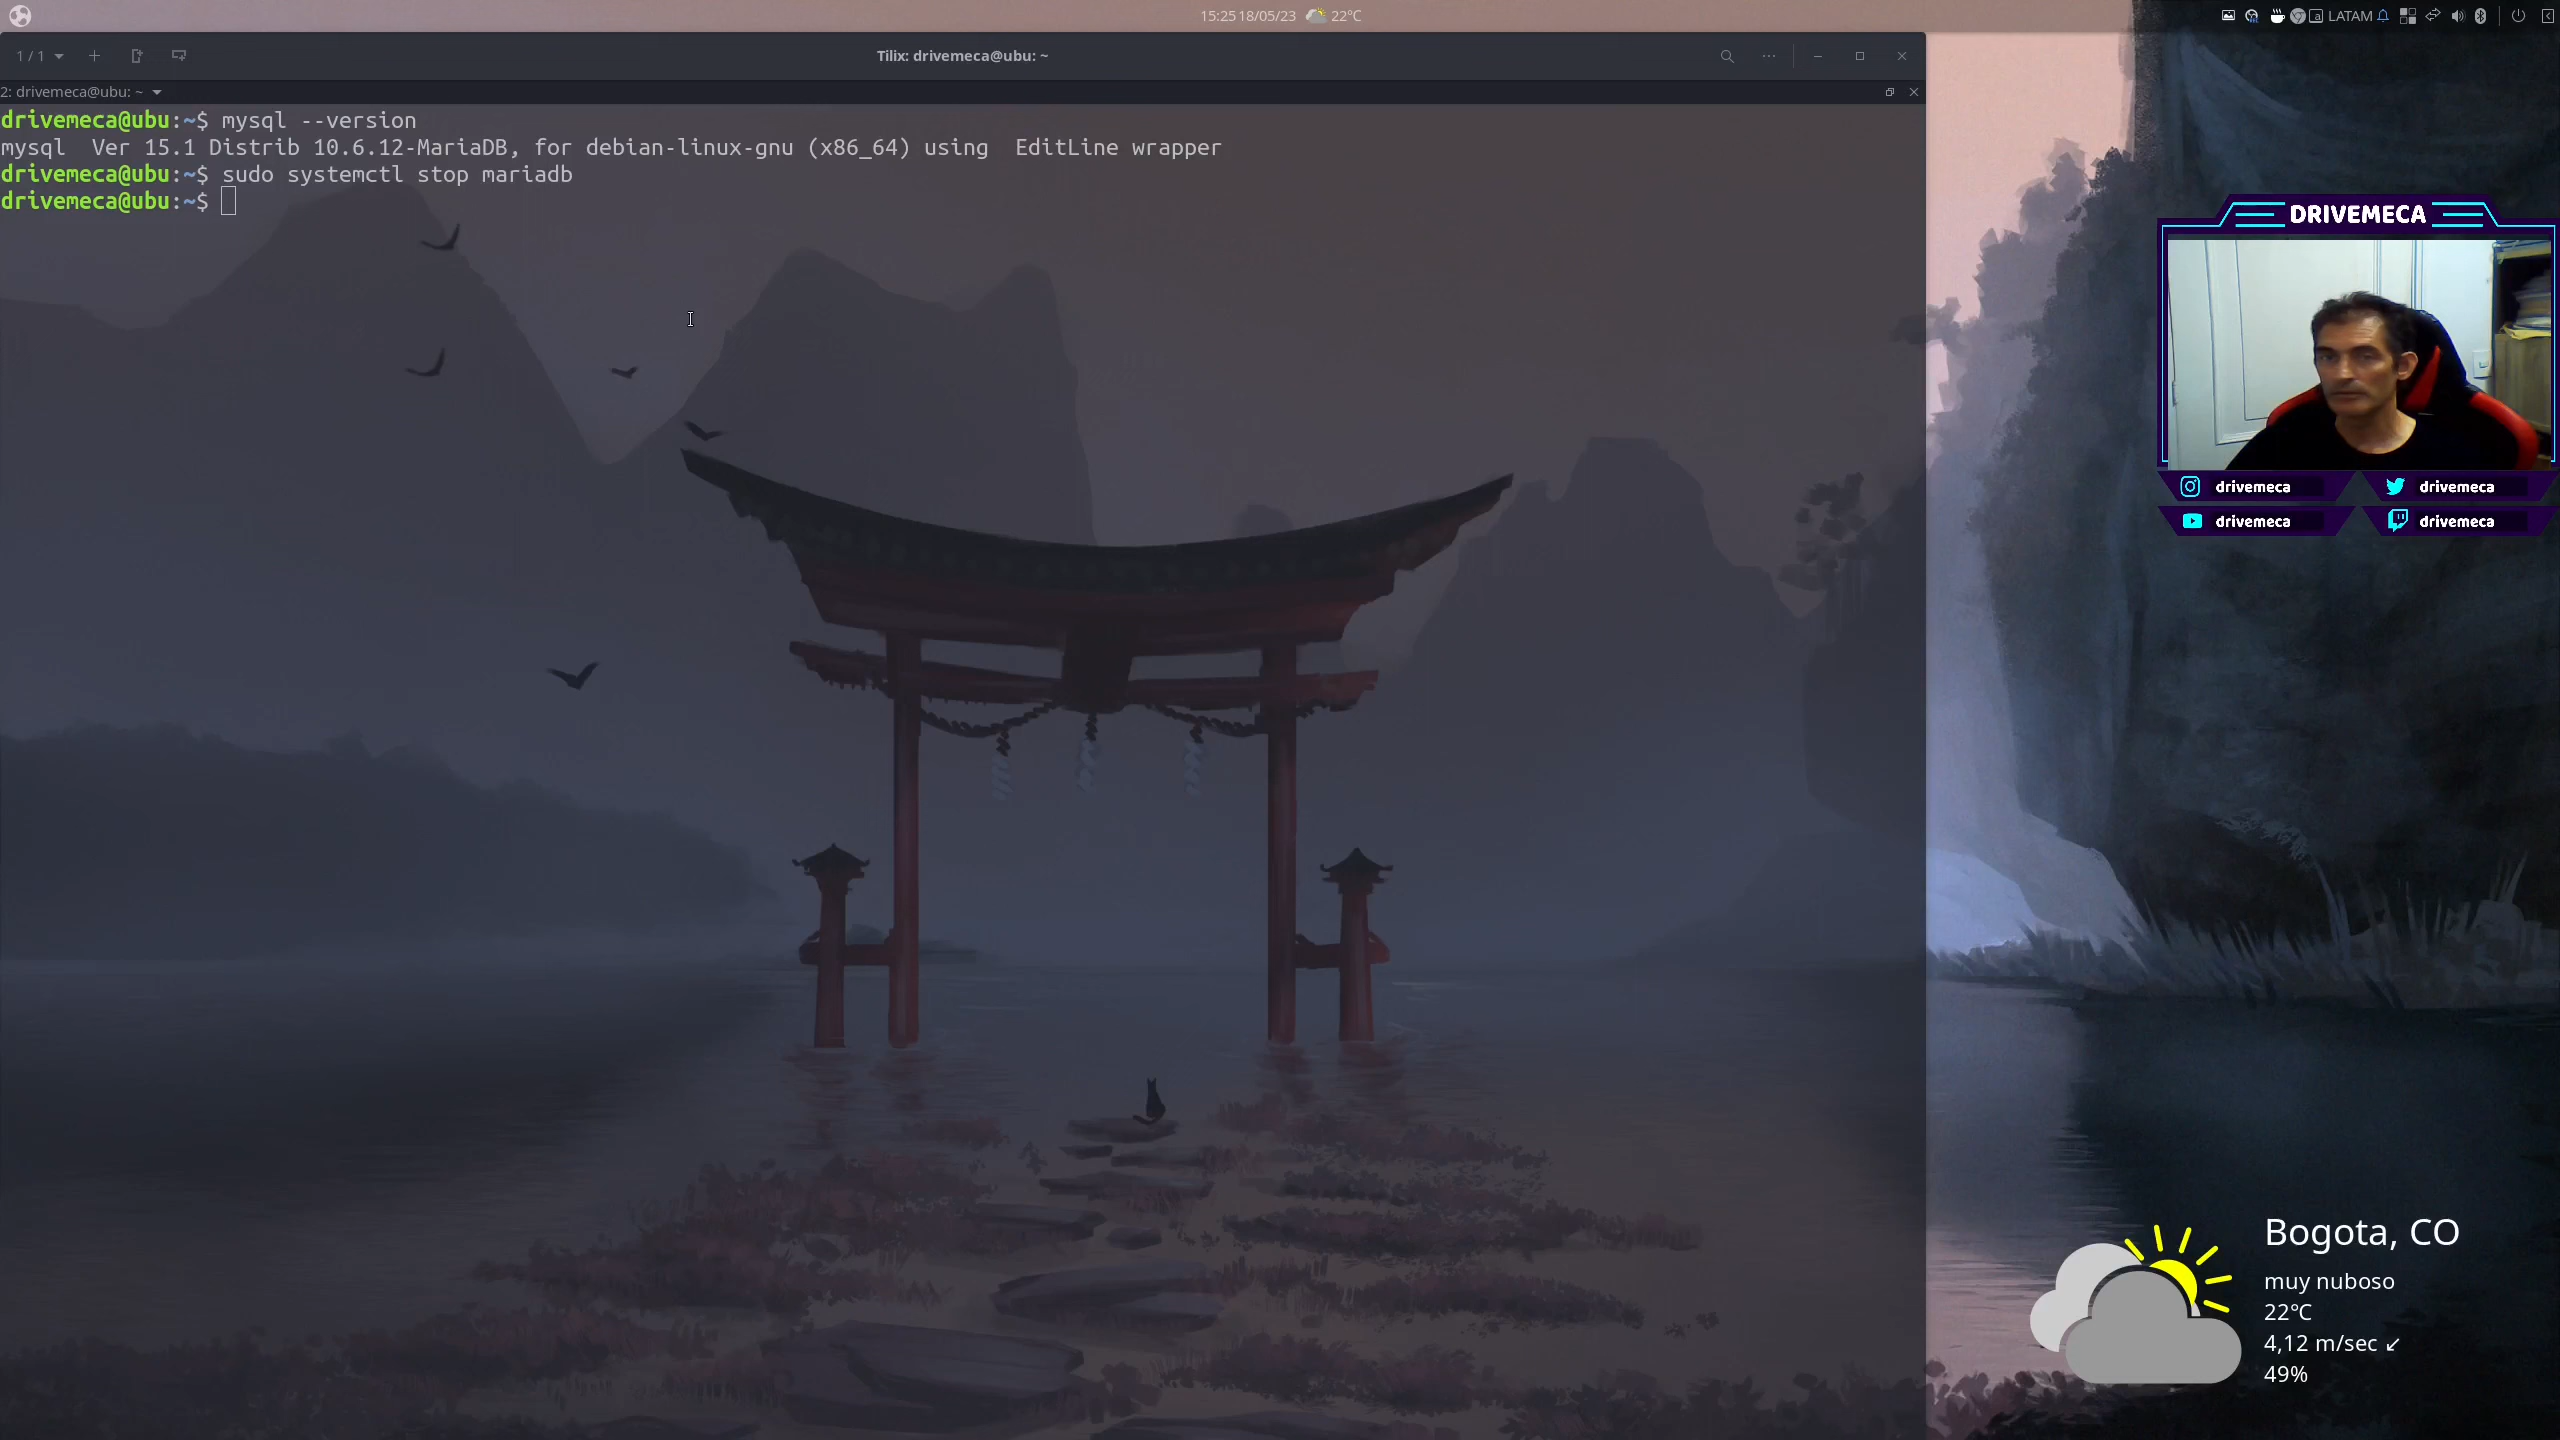 15:25 18/05/23 22°C
LATAM
1 / 1
Tilix: drivemeca@ubu: ~
2: drivemeca@ubu: ~
drivemeca@ubu:~$ mysql --version
mysql  Ver 15.1 Distrib 10.6.12-MariaDB, for debian-linux-gnu (x86_64) using  EditLine wrapper
drivemeca@ubu:~$ sudo systemctl stop mariadb
drivemeca@ubu:~$
DRIVEMECA
drivemeca drivemeca
drivemeca drivemeca
Bogota, CO
muy nuboso
22°C
4,12 m/sec ↙
49%